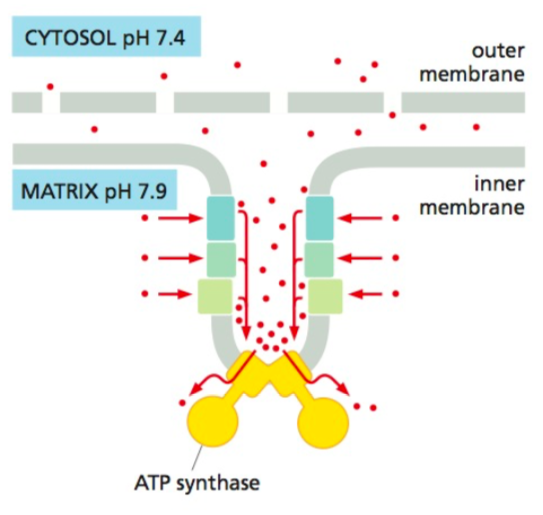 CYTOSOL pH 7.4
outer
membrane
MATRIX pH 7.9
inner
membrane
ATP synthase